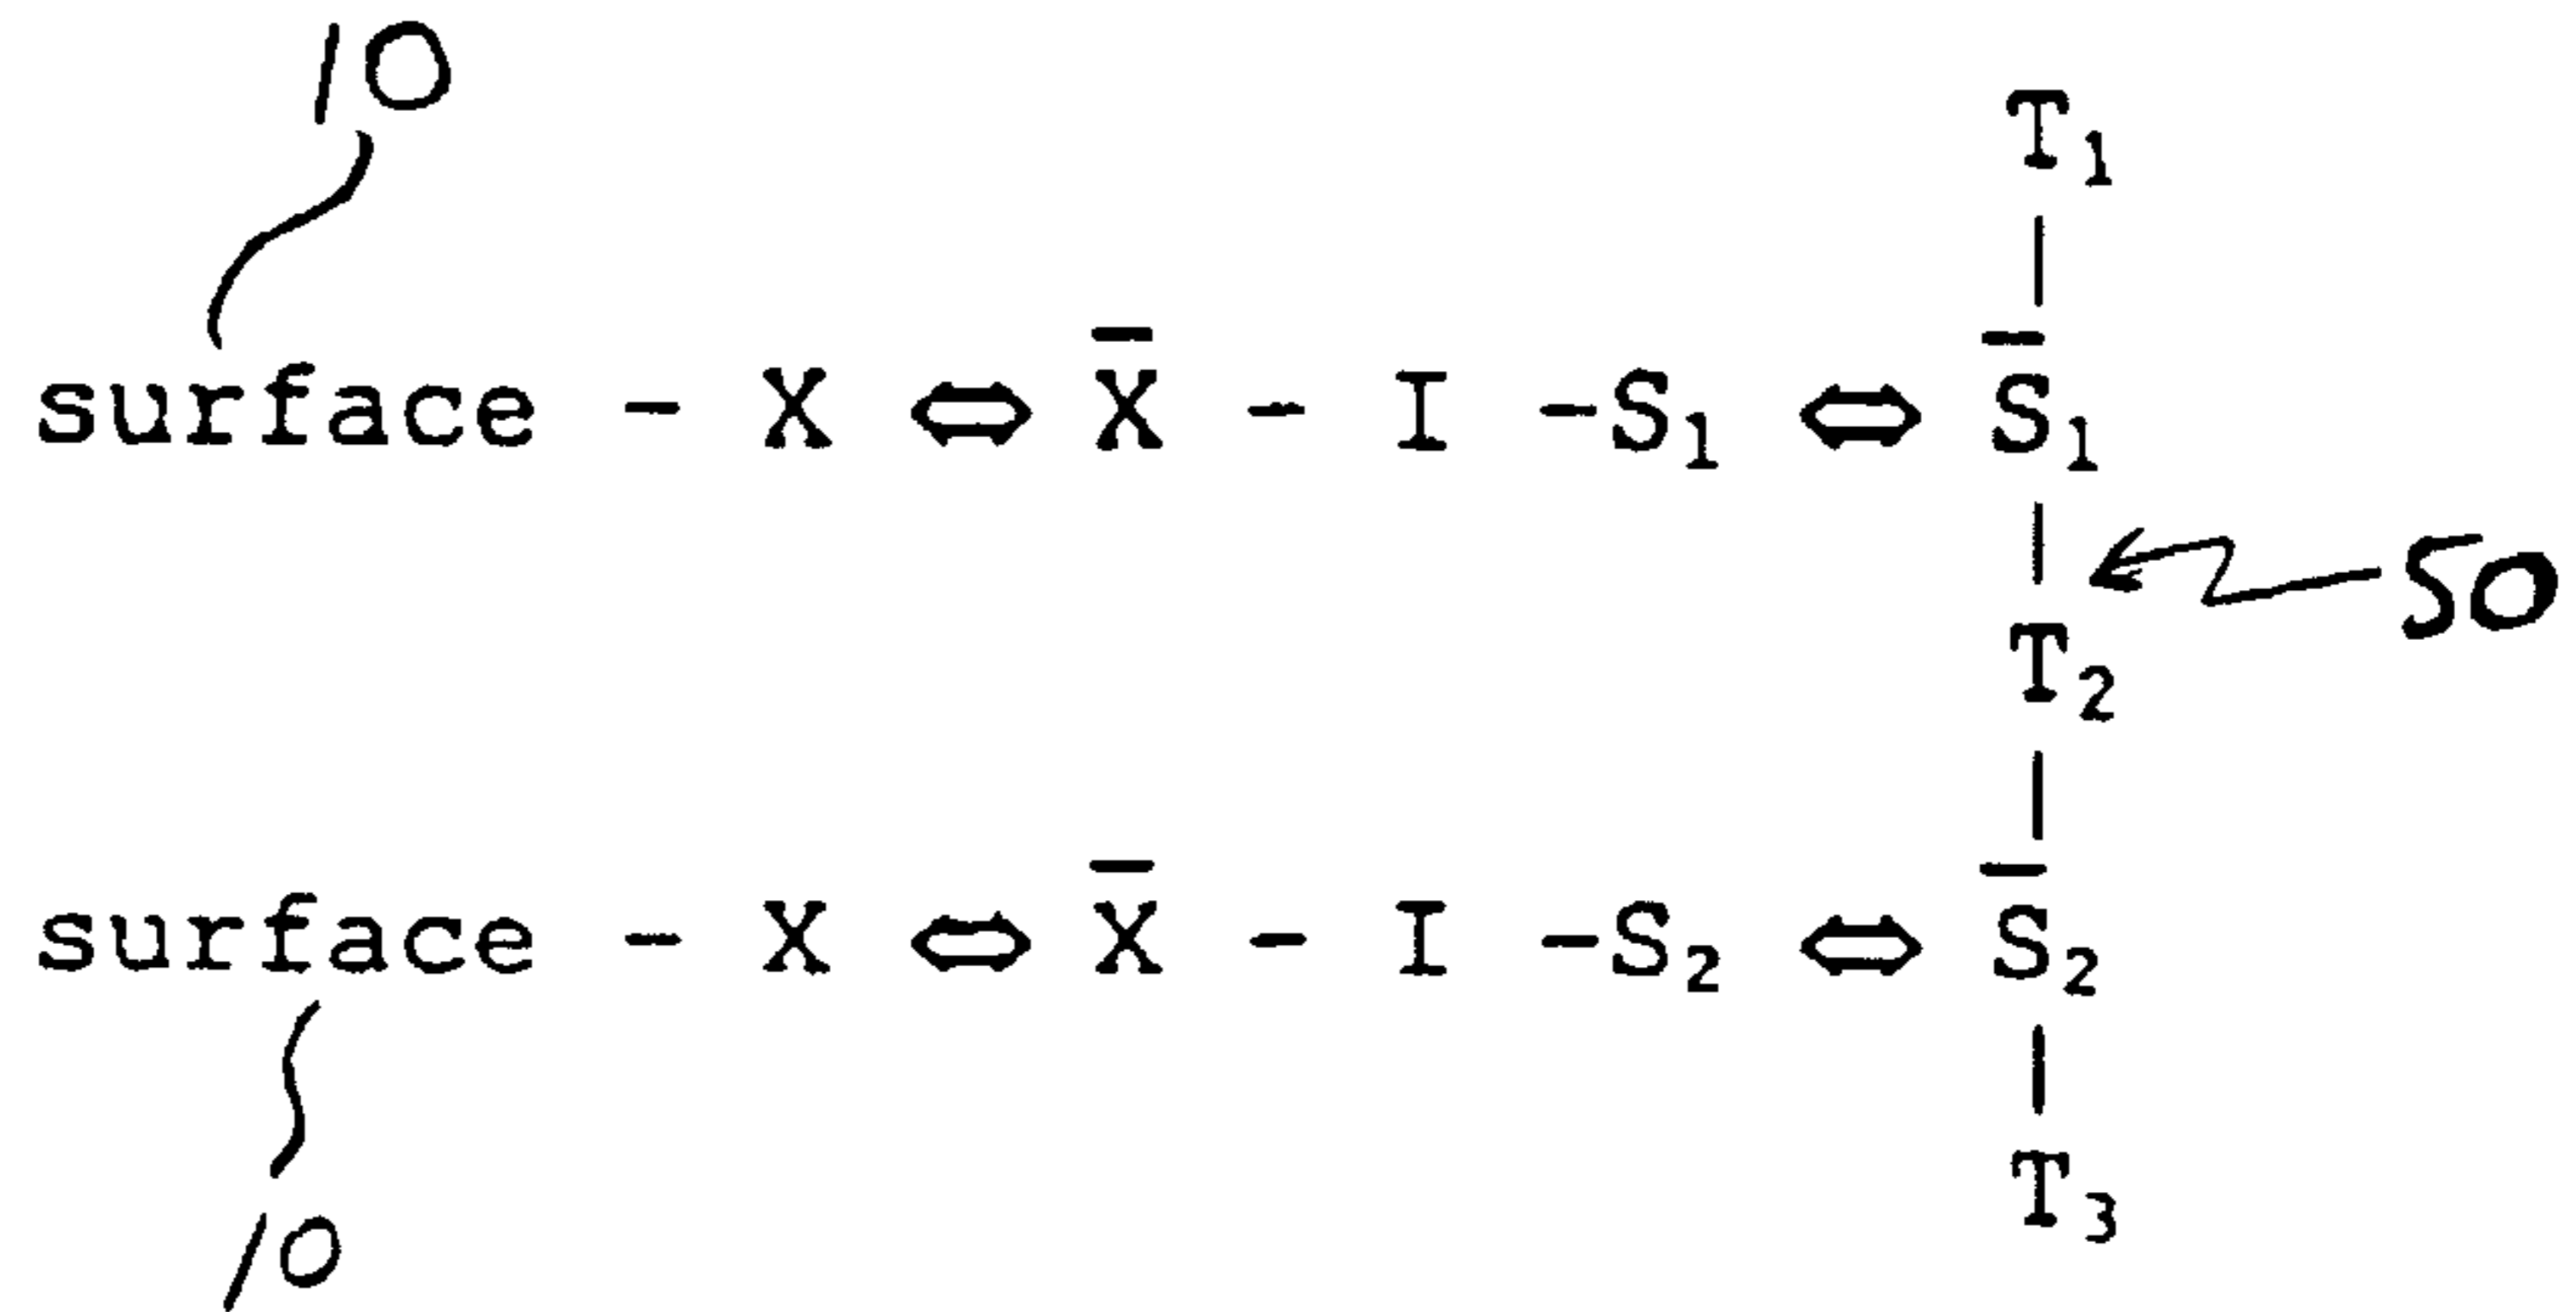 10
T₁
|
surface - X ⇔ X̄ - I -S₁ ⇔ S̄₁
|
50
T₂
|
surface - X ⇔ X̄ - I -S₂ ⇔ S̄₂
|
T₃
10